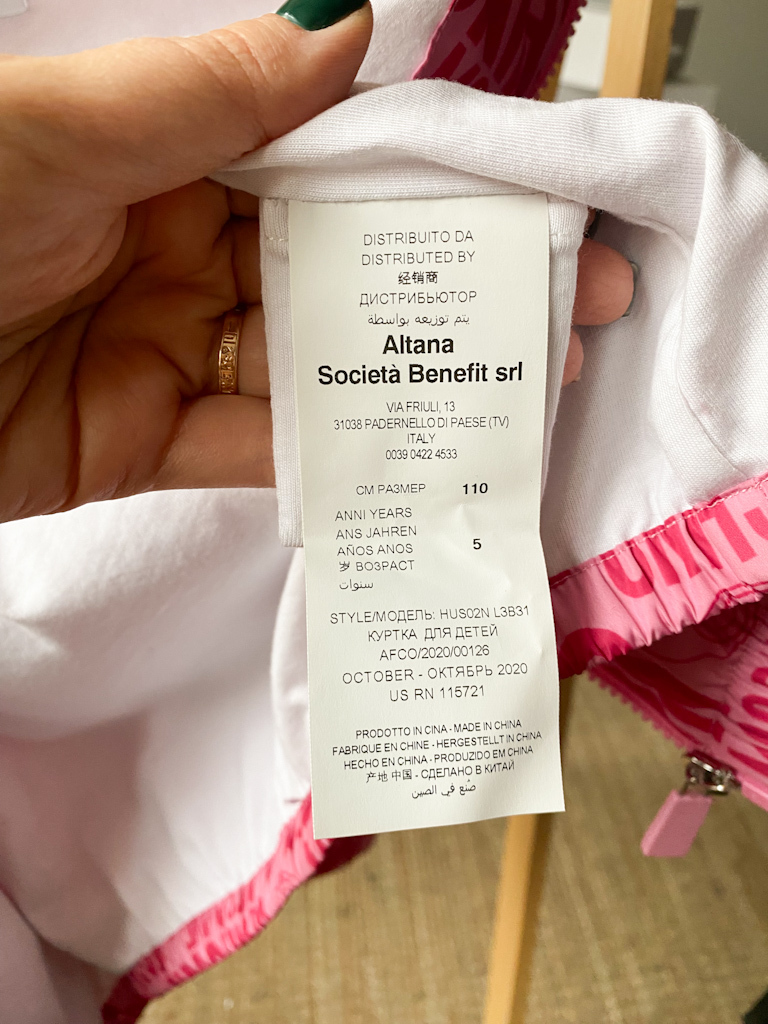 DISTRIBUITO DA
DISTRIBUTED BY
经销商
ДИСТРИБЬЮТОР
يتم توزيعه بواسطة
Altana
Società Benefit srl
VIA FRIULI, 13
31038 PADERNELLO DI PAESE (TV)
ITALY
0039 0422 4533
СМ РАЗМЕР 110
ANNI YEARS
ANS JAHREN
AÑOS ANOS 5
岁 ВОЗРАСТ
سنوات
STYLE/МОДЕЛЬ: HUS02N L3B31
КУРТКА ДЛЯ ДЕТЕЙ
AFCO/2020/00126
OCTOBER - ОКТЯБРЬ 2020
US RN 115721
PRODOTTO IN CINA - MADE IN CHINA
FABRIQUE EN CHINE - HERGESTELLT IN CHINA
HECHO EN CHINA - PRODUZIDO EM CHINA
产地 中国 - СДЕЛАНО В КИТАЙ
صُنع في الصين